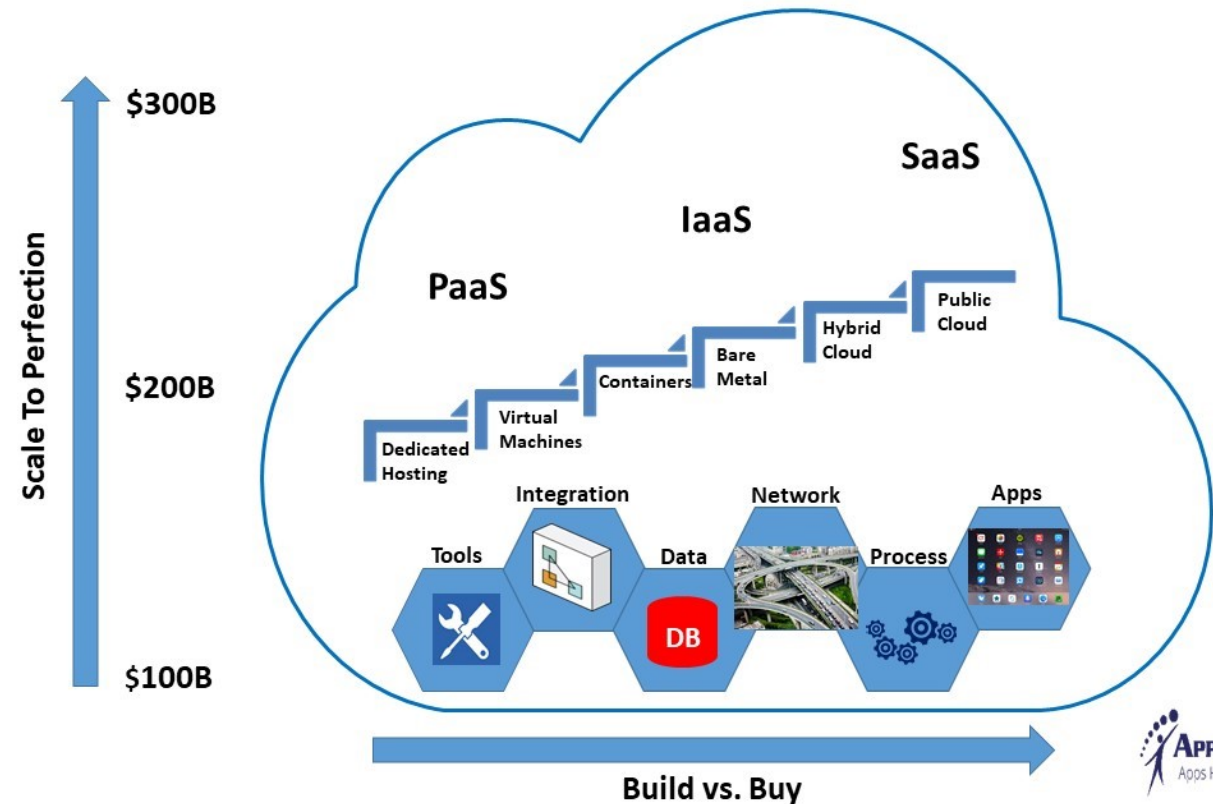 $300B
SaaS
IaaS
PaaS
Scale To Perfection
$200B
Public
Cloud
Hybrid
Cloud
Bare
Metal
Containers
Virtual
Machines
Dedicated
Hosting
Integration
Network
Apps
Tools
Data
Process
DB
$100B
Build vs. Buy
Apps